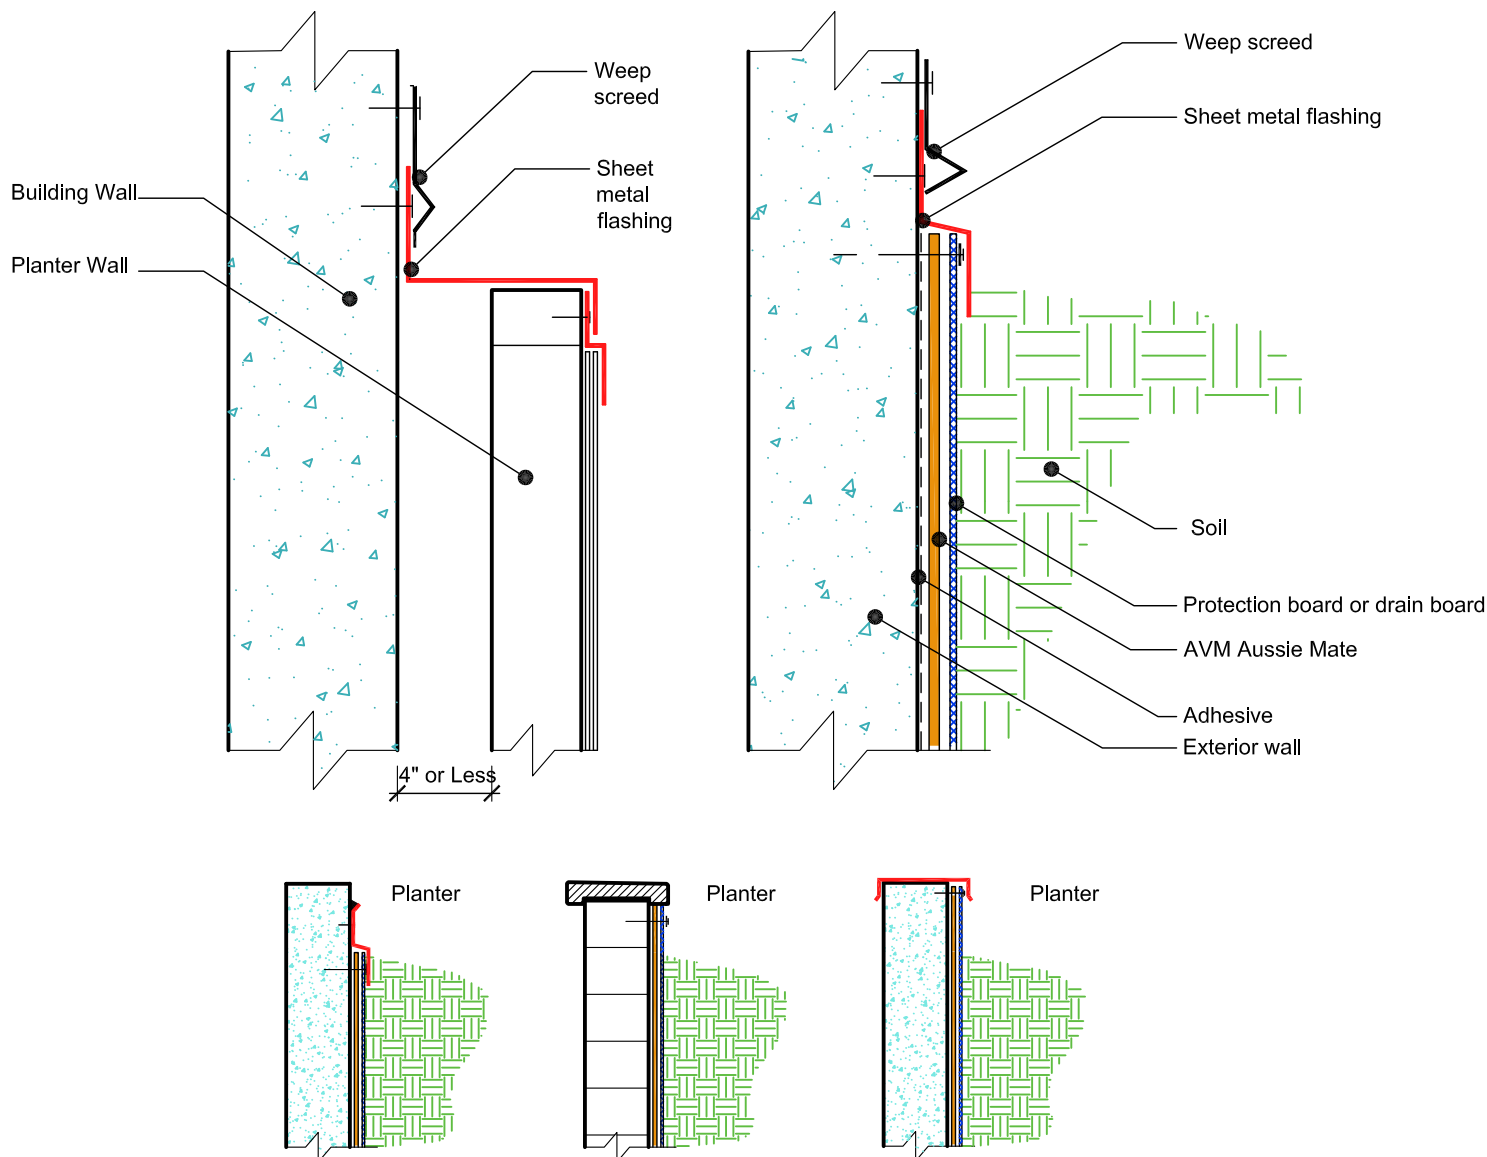 Weep
screed
Sheet
metal
flashing
Building Wall
Planter Wall
4" or Less
Weep screed
Sheet metal flashing
Soil
Protection board or drain board
AVM Aussie Mate
Adhesive
Exterior wall
Planter
Planter
Planter